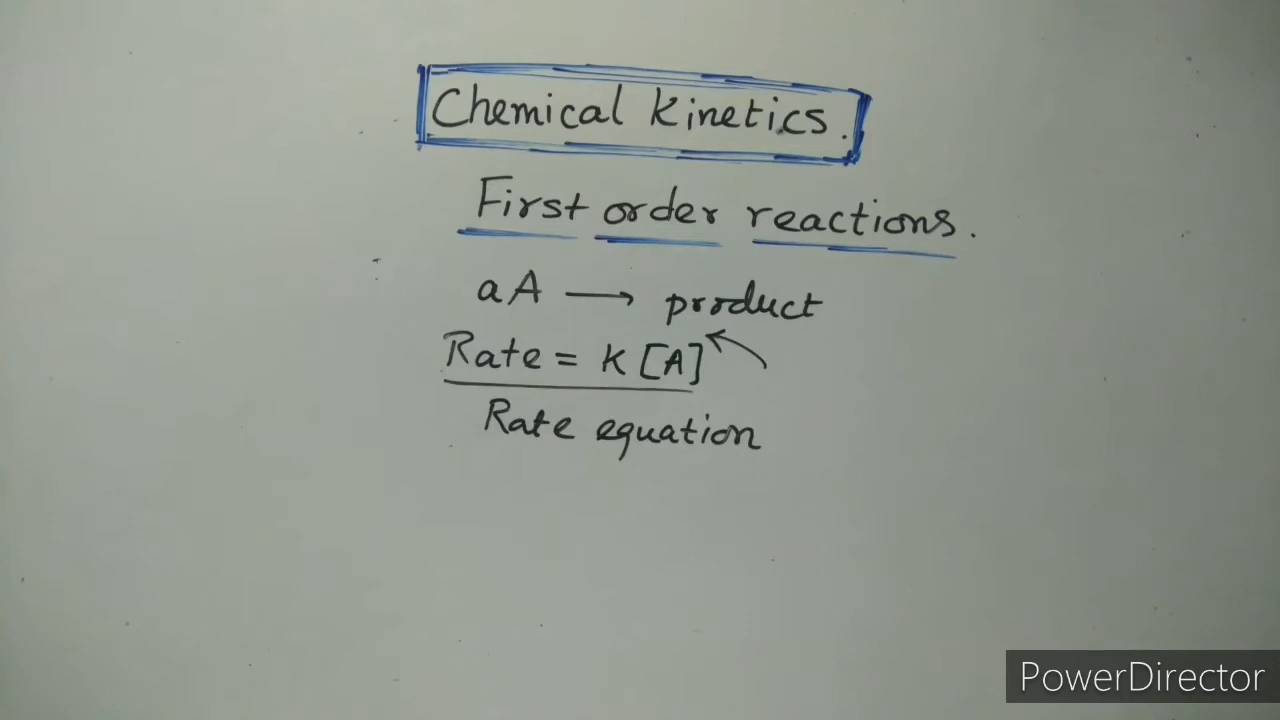 Chemical Kinetics.
First order reactions.
aA → product
Rate = K [A]
Rate equation
PowerDirector